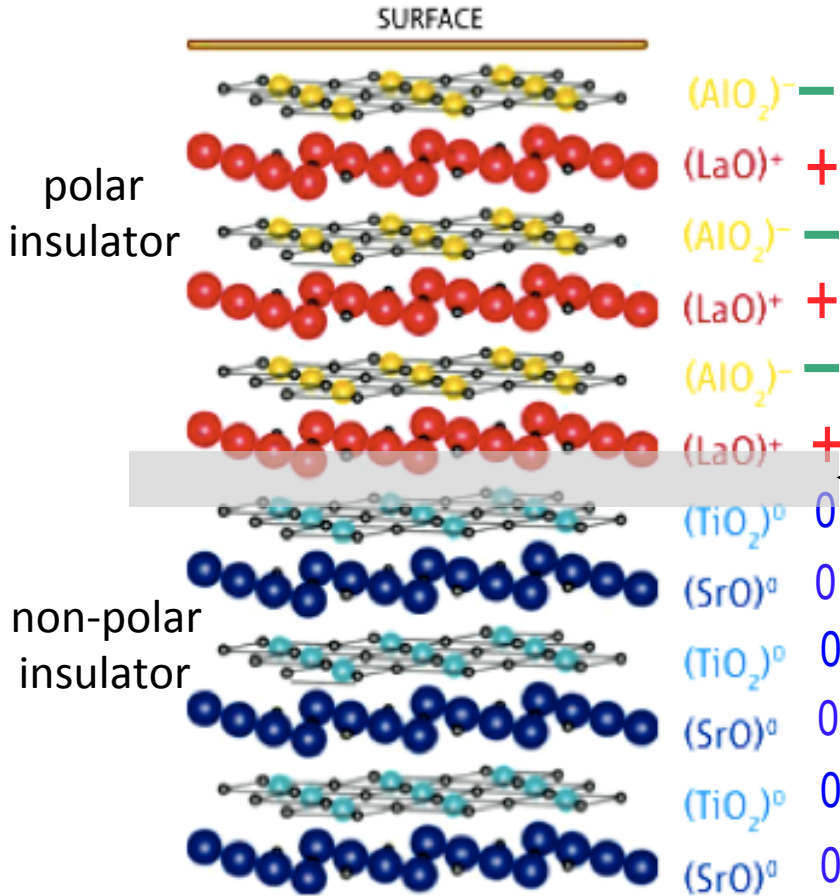 SURFACE
(AlO₂)⁻ −
(LaO)⁺ +
polar
insulator
(AlO₂)⁻ −
(LaO)⁺ +
(AlO₂)⁻ −
(LaO)⁺ +
(TiO₂)⁰ 0
(SrO)⁰ 0
non-polar
insulator
(TiO₂)⁰ 0
(SrO)⁰ 0
(TiO₂)⁰ 0
(SrO)⁰ 0